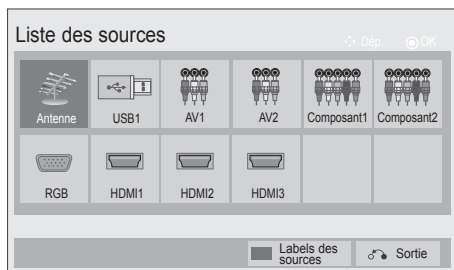 Liste des sources
Dép. OK
Antenne USB1 AV1 AV2 Composant1 Composant2
RGB HDMI1 HDMI2 HDMI3
Labels des
sources
Sortie